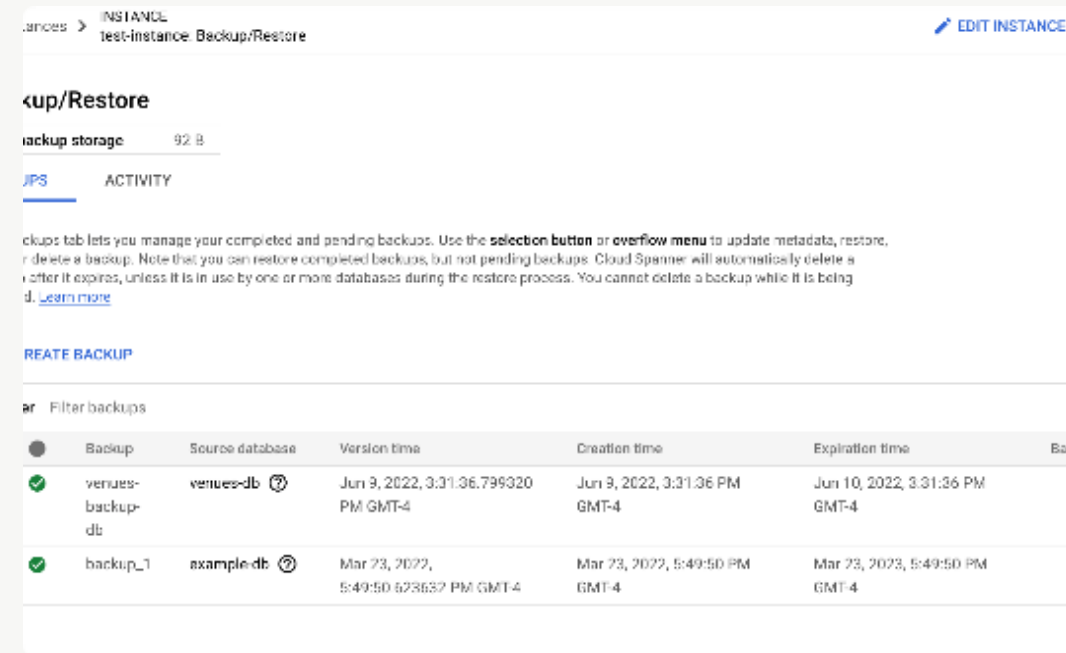 ances > INSTANCE
test-instance: Backup/Restore
EDIT INSTANCE
kup/Restore
ackup storage 92 B
UPS ACTIVITY
ckups tab lets you manage your completed and pending backups. Use the selection button or overflow menu to update metadata, restore,
r delete a backup. Note that you can restore completed backups, but not pending backups. Cloud Spanner will automatically delete a
after it expires, unless it is in use by one or more databases during the restore process. You cannot delete a backup while it is being
d. Learn more
REATE BACKUP
er Filter backups
Backup Source database Version time Creation time Expiration time Ba
venues- venues-db Jun 9, 2022, 3:31:36.799320 Jun 9, 2022, 3:31:36 PM Jun 10, 2022, 3:31:36 PM
backup- PM GMT-4 GMT-4 GMT-4
db
backup_1 example-db Mar 23, 2022, Mar 23, 2022, 5:49:50 PM Mar 23, 2023, 5:49:50 PM
5:49:50.623632 PM GMT-4 GMT-4 GMT-4